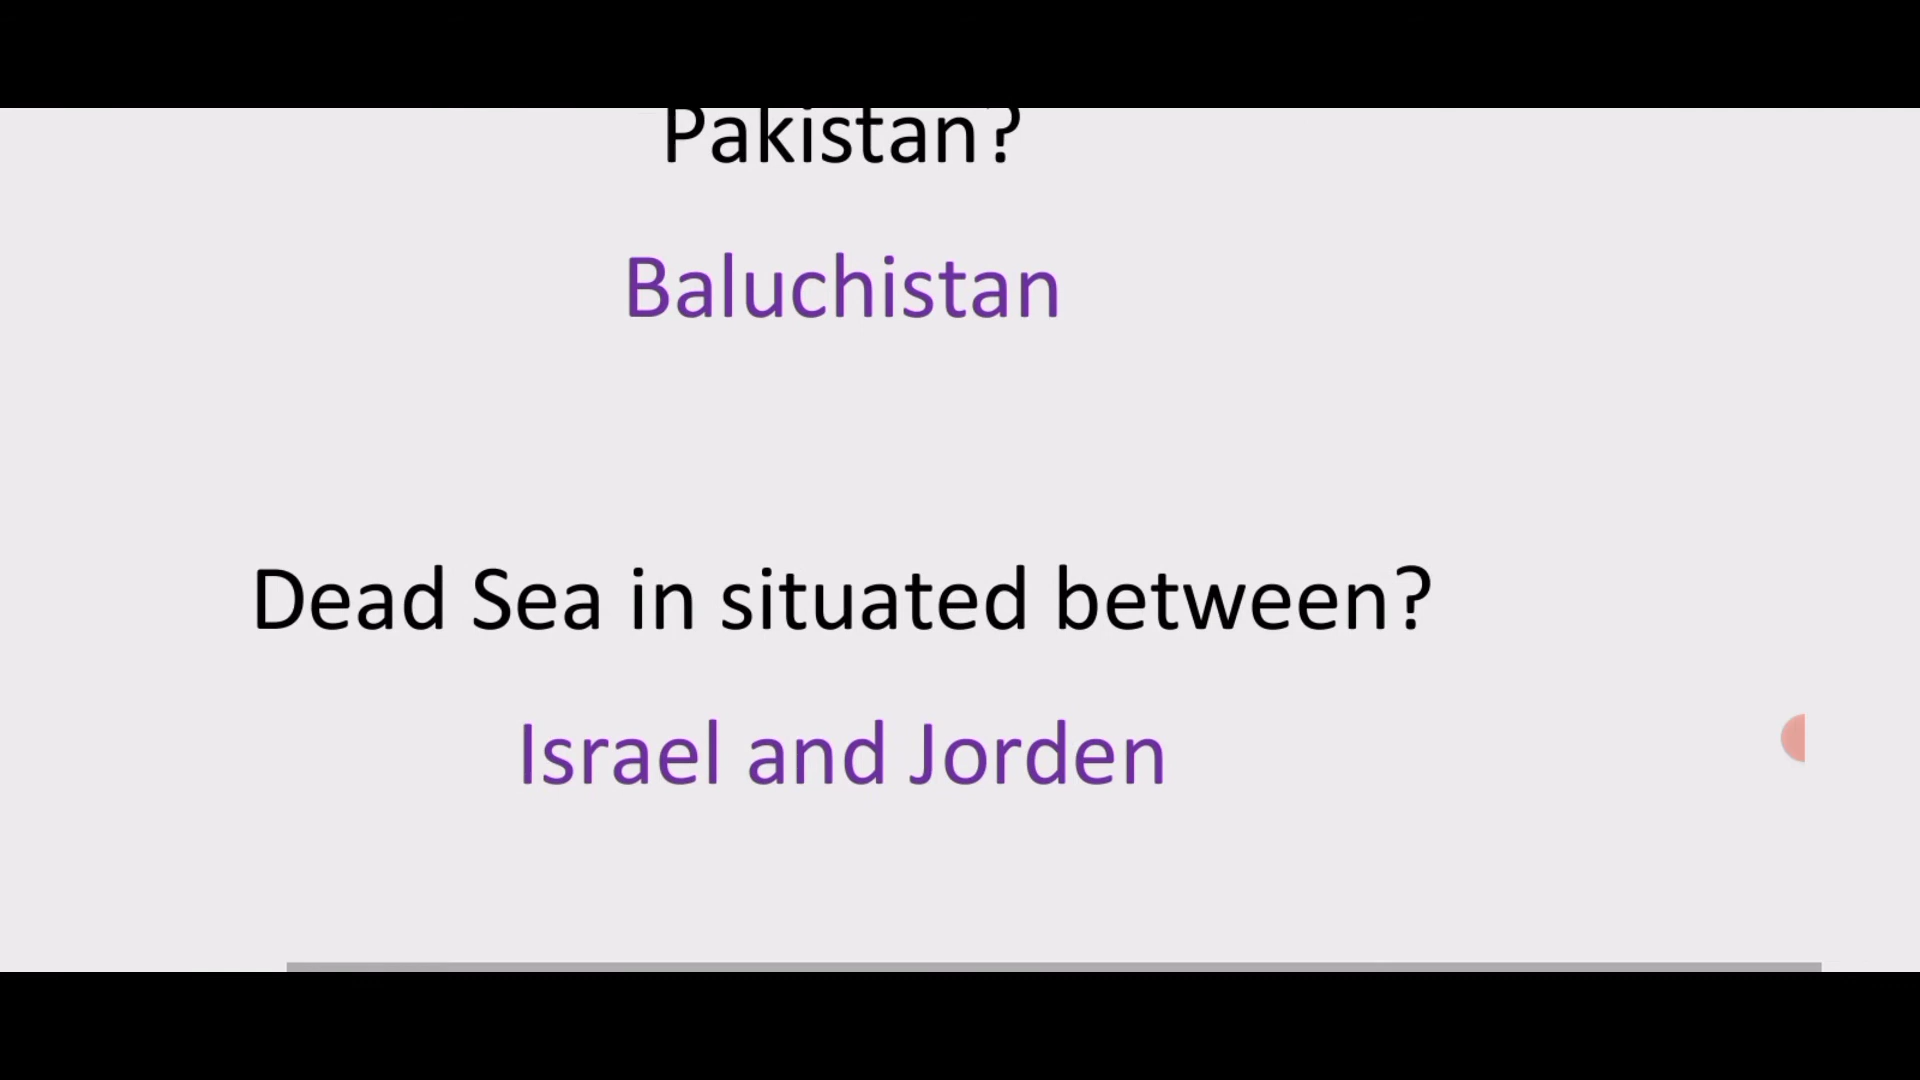 Pakistan?
Baluchistan
Dead Sea in situated between?
Israel and Jorden